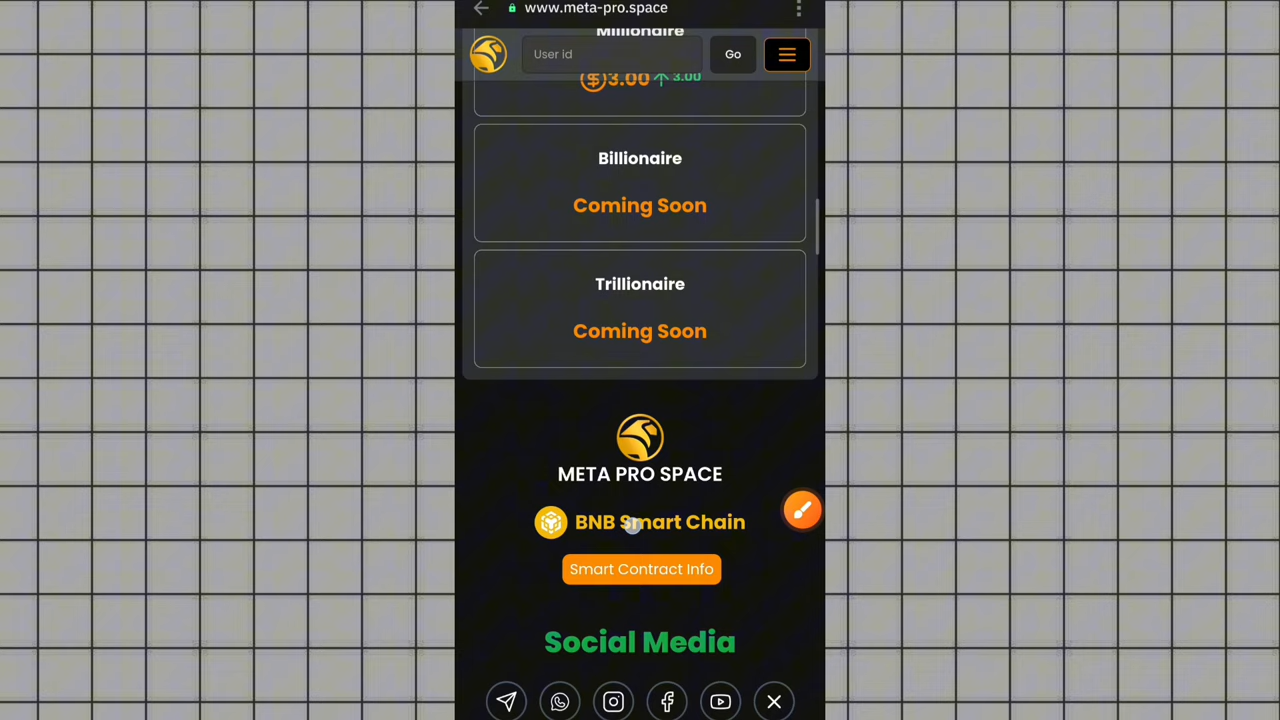 www.meta-pro.space
Millionaire
User id
Go
3.00 3.00
Billionaire
Coming Soon
Trillionaire
Coming Soon
META PRO SPACE
BNB Smart Chain
Smart Contract Info
Social Media